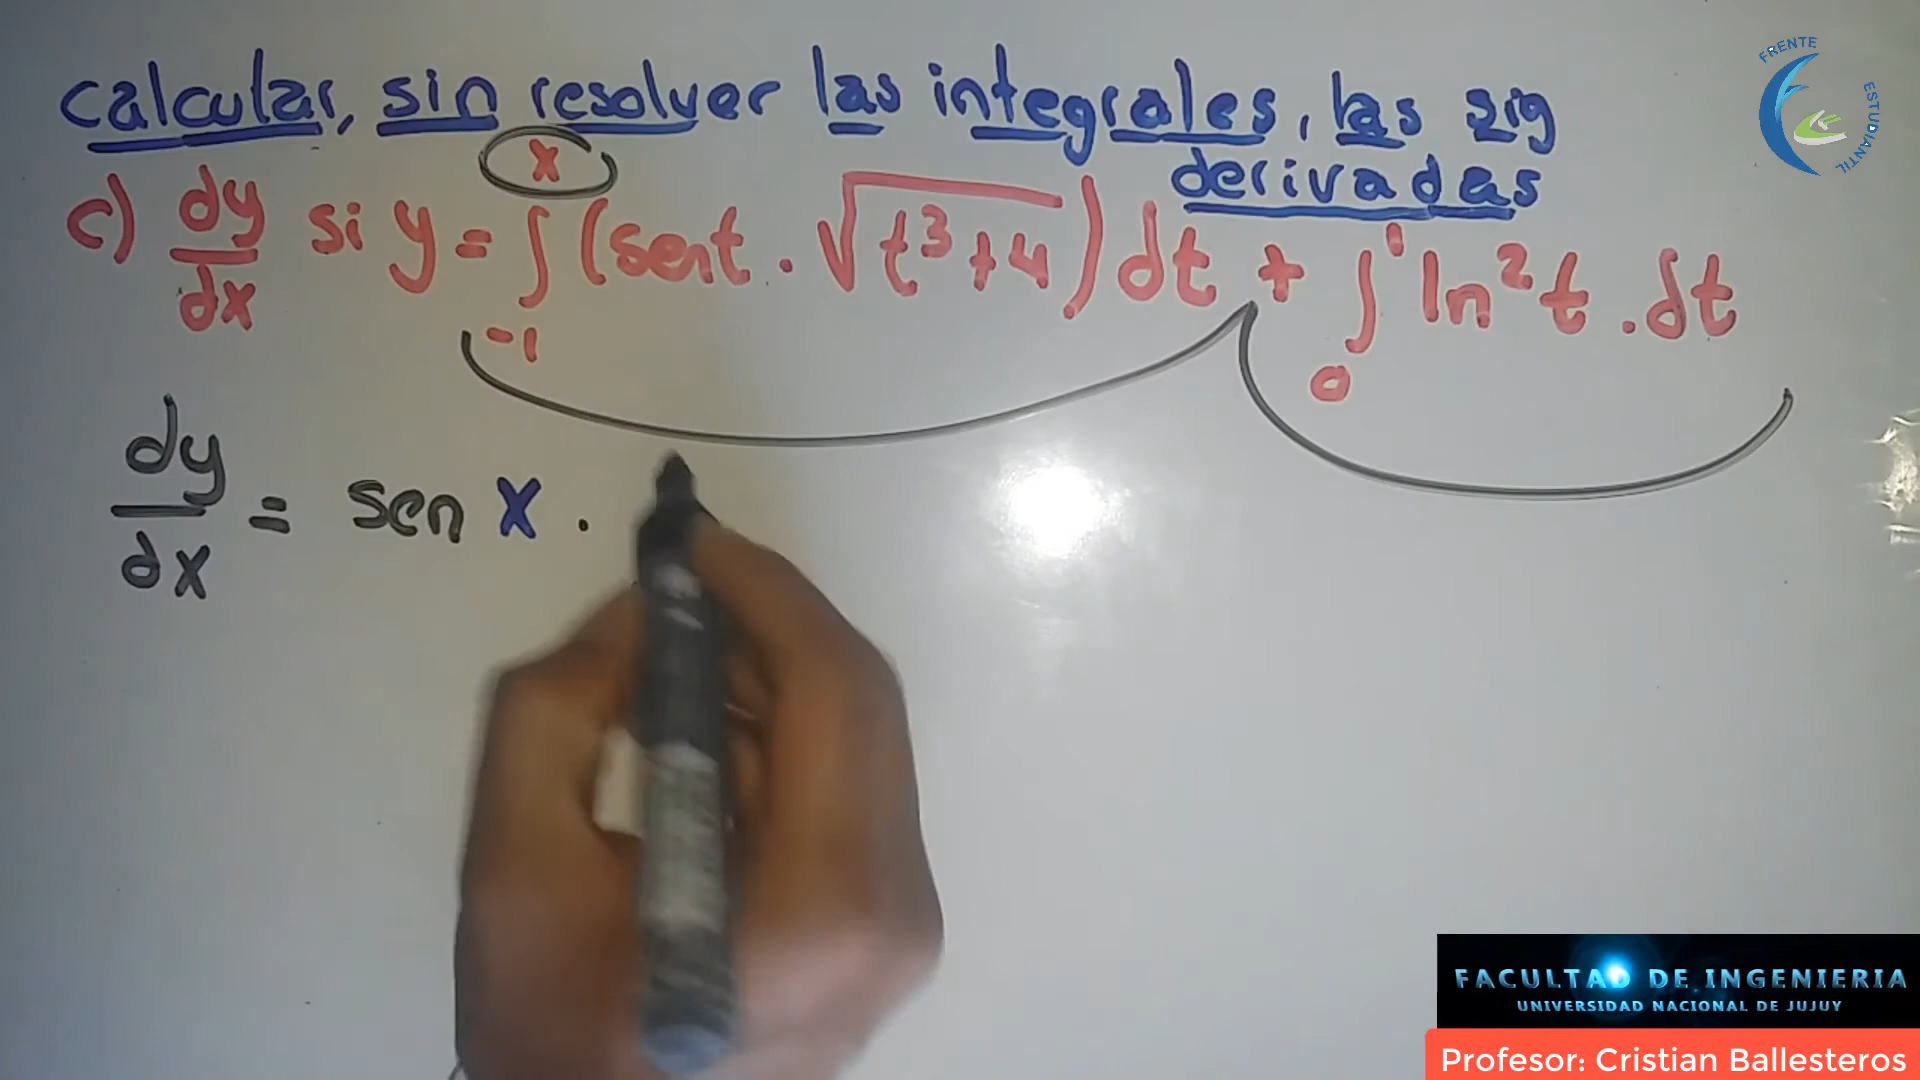 calcular, sin resolver las integrales, las sig
derivadas
c) dy/dx si y = ∫_{-1}^{x} (sent . √(t³+4)) dt + ∫_{0}^{1} ln²t . dt
dy/dx = sen x .
FRENTE
ESTUDIANTIL
FACULTAD DE INGENIERIA
UNIVERSIDAD NACIONAL DE JUJUY
Profesor: Cristian Ballesteros